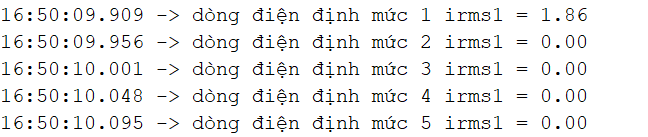 16:50:09.909 -> dòng điện định mức 1 irms1 = 1.86
16:50:09.956 -> dòng điện định mức 2 irms1 = 0.00
16:50:10.001 -> dòng điện định mức 3 irms1 = 0.00
16:50:10.048 -> dòng điện định mức 4 irms1 = 0.00
16:50:10.095 -> dòng điện định mức 5 irms1 = 0.00